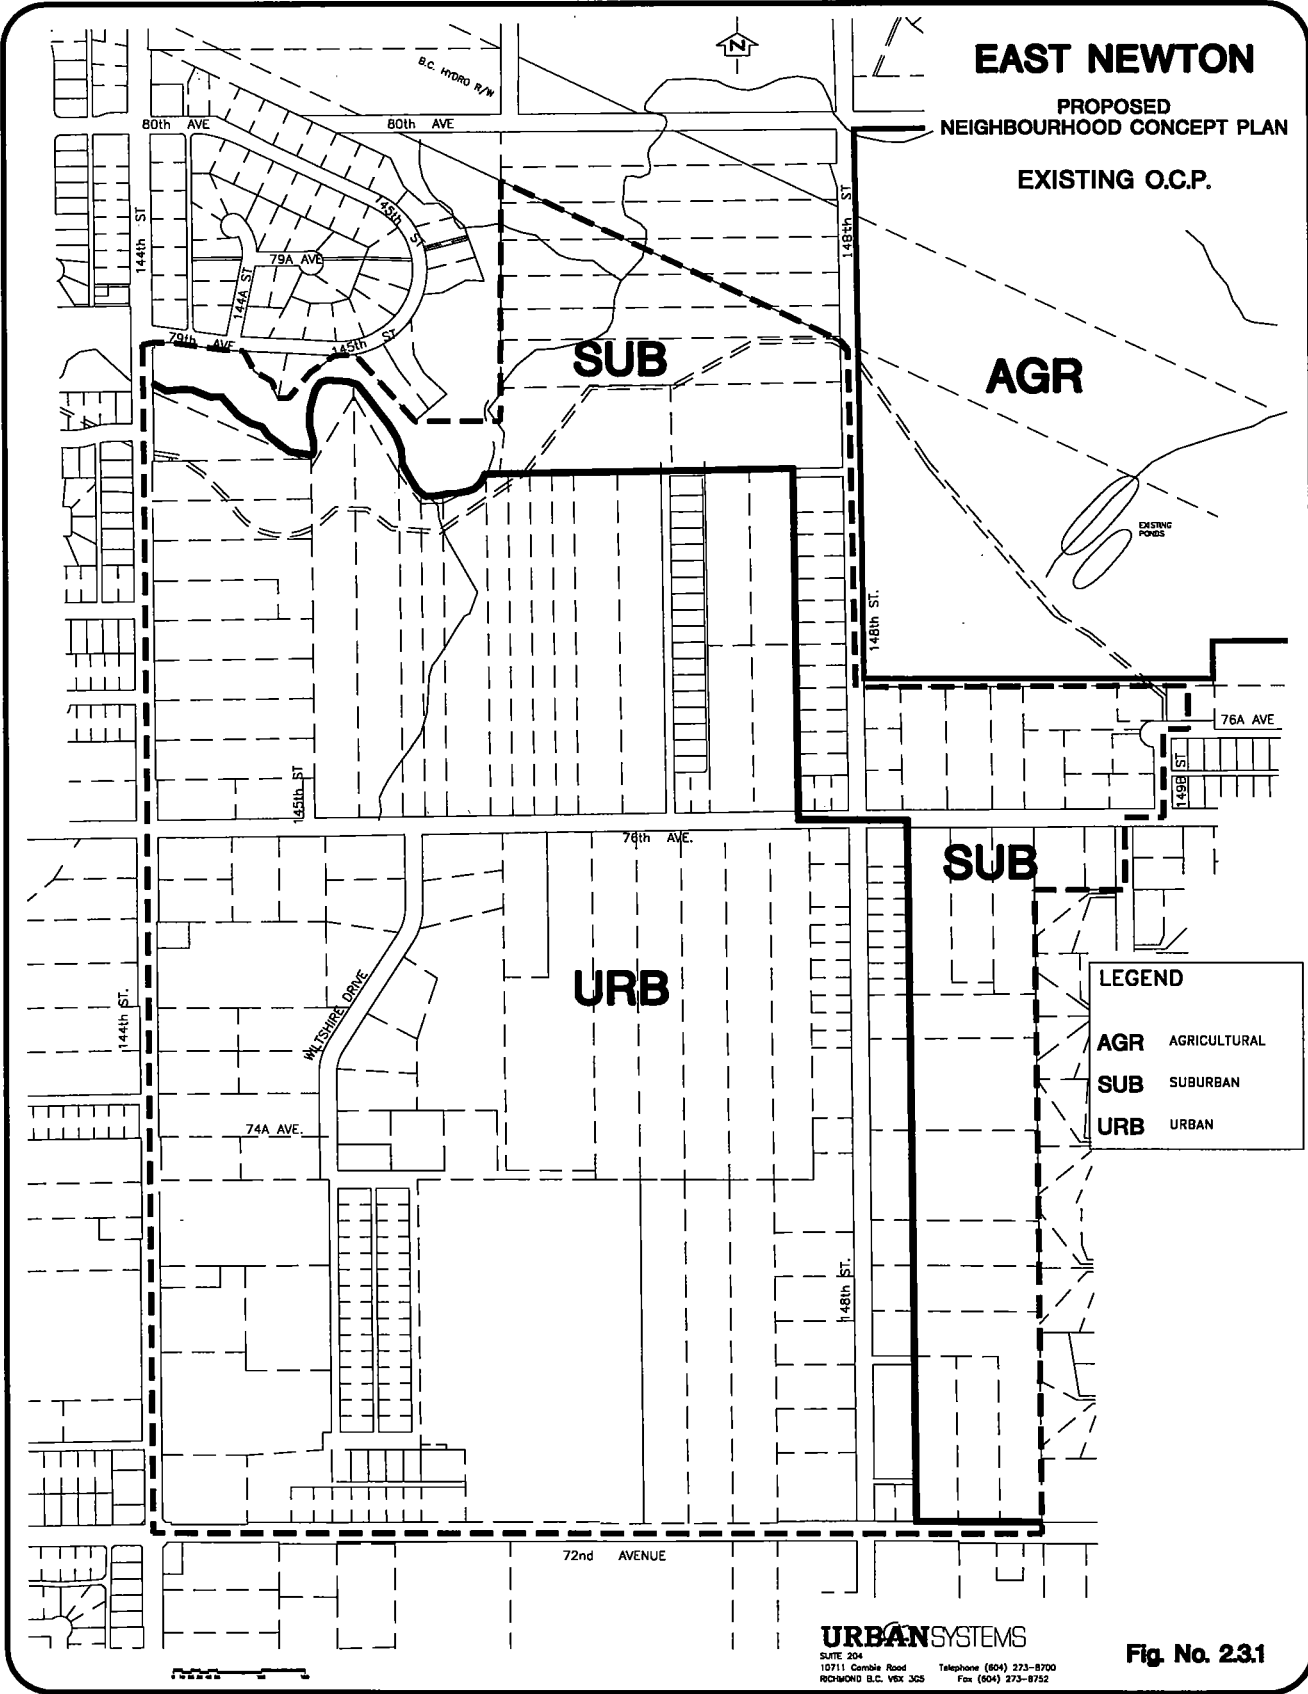 EAST NEWTON
PROPOSED
NEIGHBOURHOOD CONCEPT PLAN
EXISTING O.C.P.
N
B.C. HYDRO R/W
80th AVE
80th AVE
144th ST
145th ST
148th ST
79A AVE
144A ST
79th AVE
145th ST
SUB
AGR
EXISTING
PONDS
148th ST.
76A AVE
149B ST
145th ST
76th AVE.
SUB
URB
WILTSHIRE DRIVE
144th ST.
LEGEND
AGR AGRICULTURAL
SUB SUBURBAN
URB URBAN
74A AVE.
148th ST.
72nd AVENUE
URBAN SYSTEMS
SUITE 204
10711 Cambie Road Telephone (604) 273-8700
RICHMOND B.C. V6X 3G5 Fax (604) 273-8752
Fig. No. 2.3.1